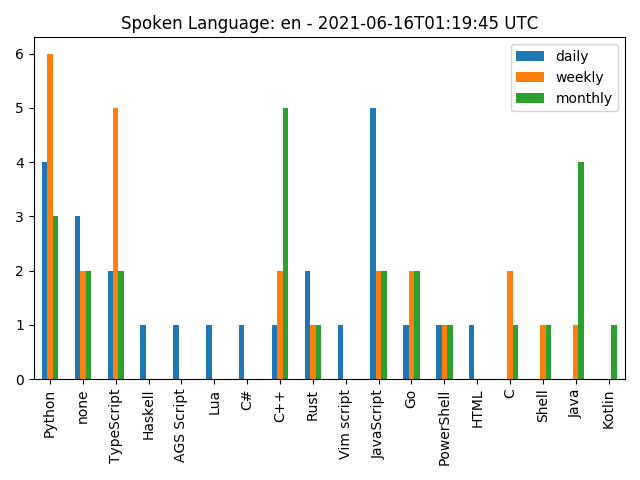 Spoken Language: en - 2021-06-16T01:19:45 UTC
daily
weekly
monthly
6
5
4
3
2
1
0
Python
none
TypeScript
Haskell
AGS Script
Lua
C#
C++
Rust
Vim script
JavaScript
Go
PowerShell
HTML
C
Shell
Java
Kotlin